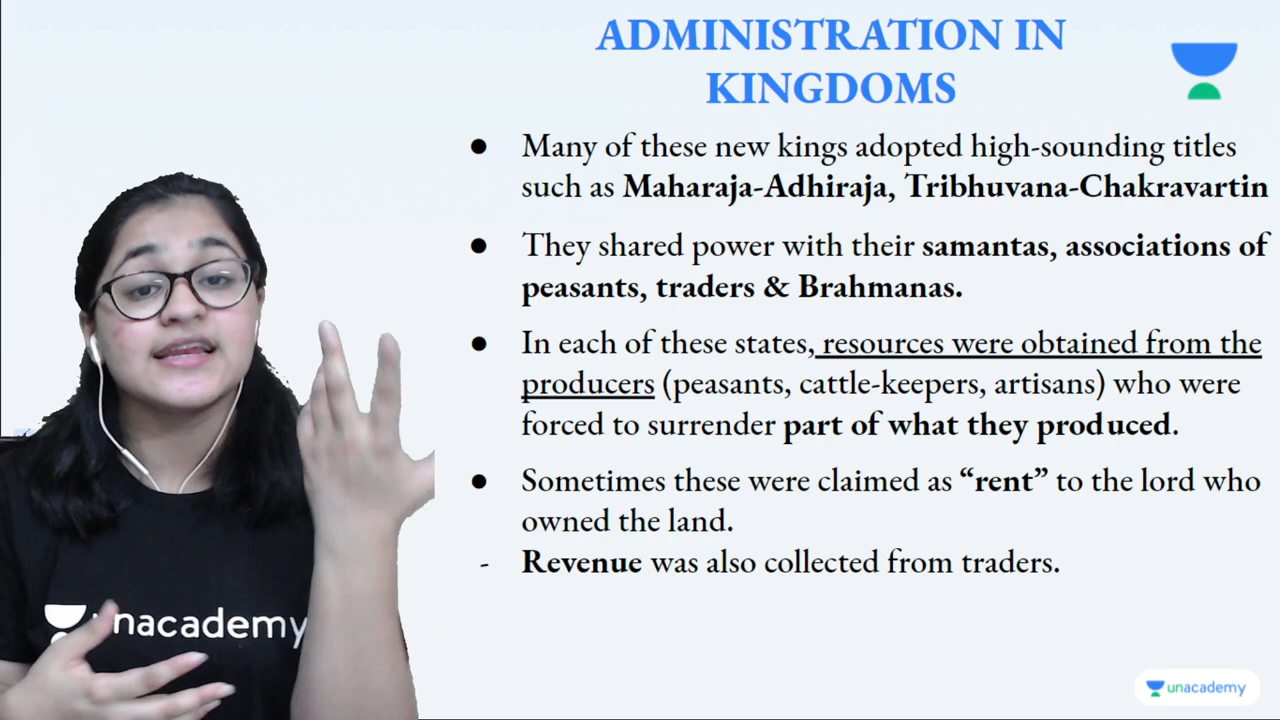 ADMINISTRATION IN
KINGDOMS
● Many of these new kings adopted high-sounding titles
such as Maharaja-Adhiraja, Tribhuvana-Chakravartin
● They shared power with their samantas, associations of
peasants, traders & Brahmanas.
● In each of these states, resources were obtained from the
producers (peasants, cattle-keepers, artisans) who were
forced to surrender part of what they produced.
● Sometimes these were claimed as “rent” to the lord who
owned the land.
- Revenue was also collected from traders.
unacademy
unacademy